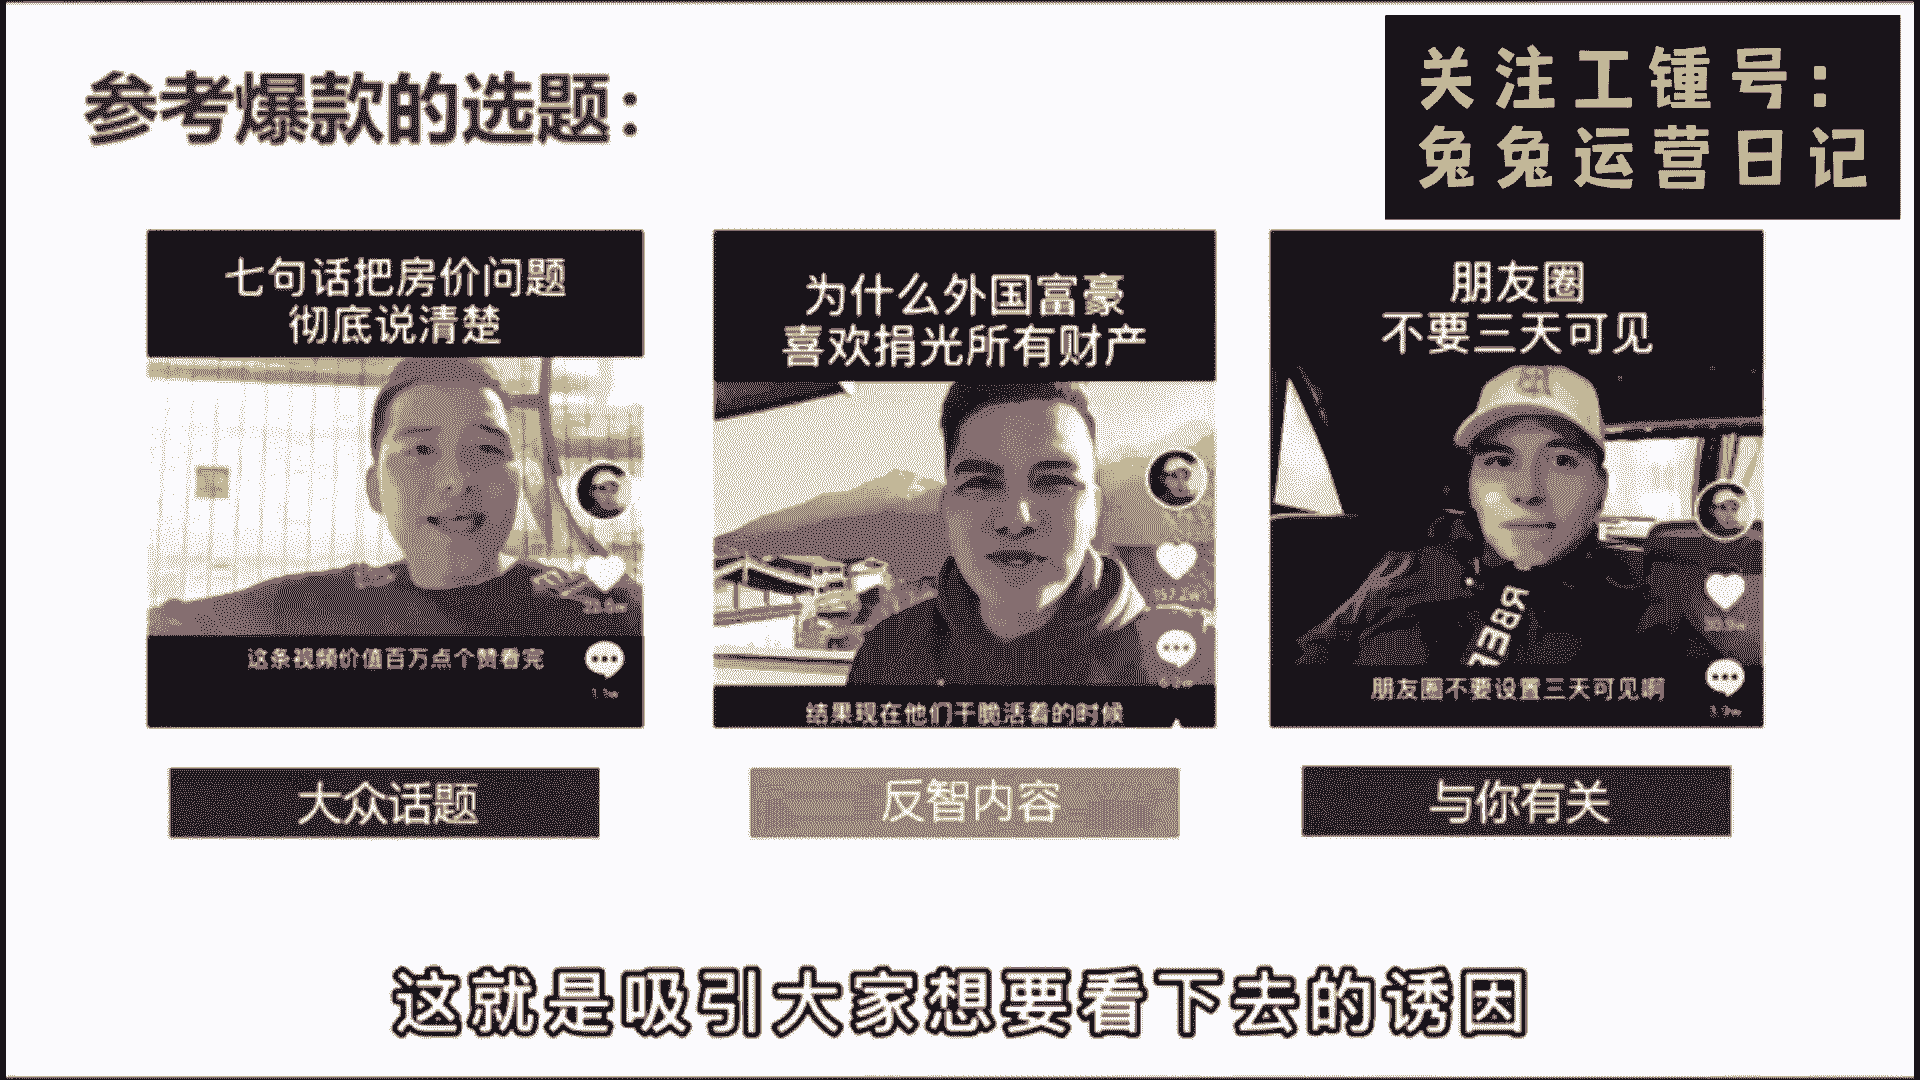 参考爆款的选题：
关注工锺号：
兔兔运营日记
七句话把房价问题
彻底说清楚
这条视频价值百万点个赞看完
大众话题
为什么外国富豪
喜欢捐光所有财产
结果现在他们干脆活着的时候
反智内容
朋友圈
不要三天可见
朋友圈不要设置三天可见啊
与你有关
这就是吸引大家想要看下去的诱因